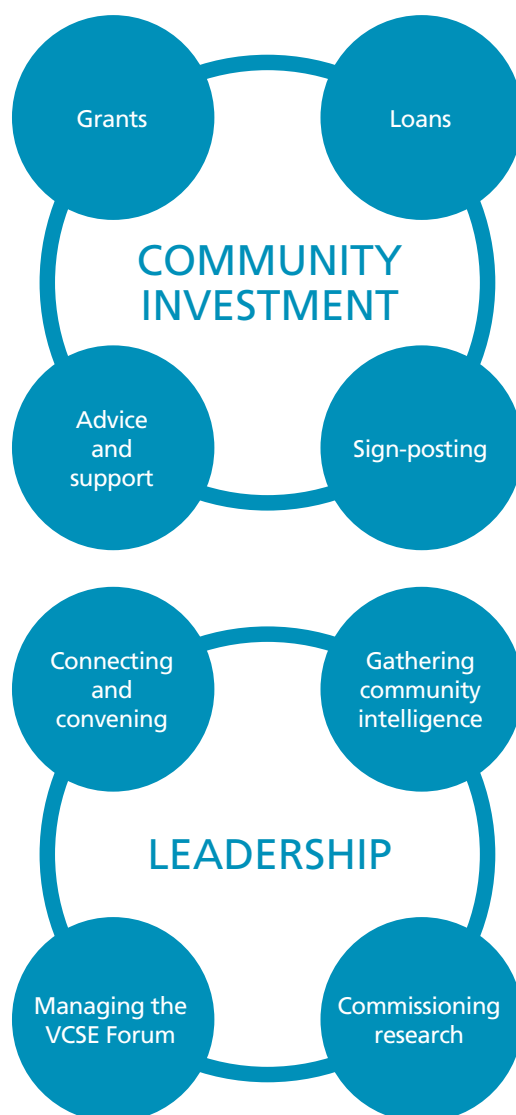 Grants
Loans
COMMUNITY
INVESTMENT
Advice
and
support
Sign-posting
Connecting
and
convening
Gathering
community
intelligence
LEADERSHIP
Managing the
VCSE Forum
Commissioning
research